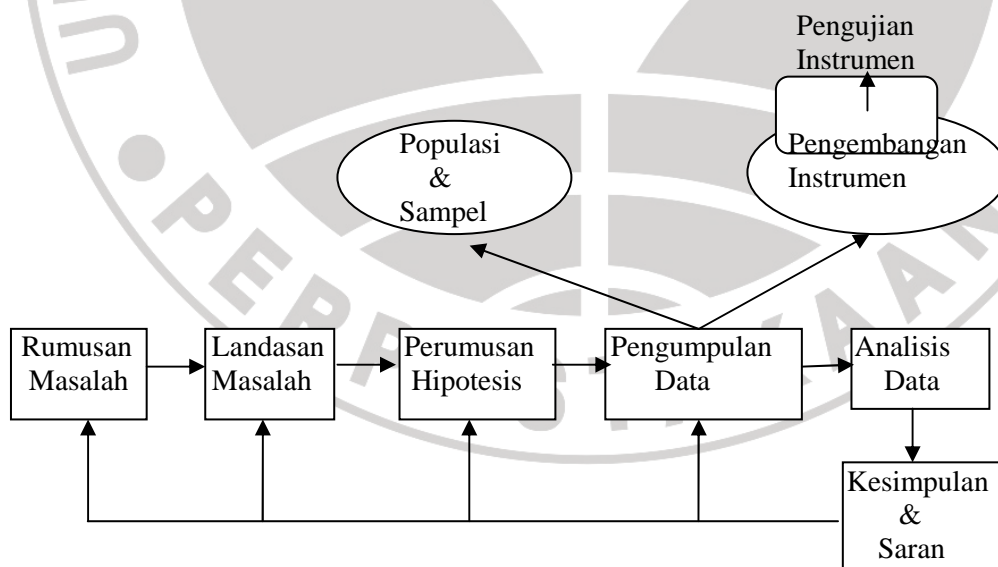 Pengujian
Instrumen
Populasi
&
Sampel
Pengembangan
Instrumen
Rumusan
Masalah
Landasan
Masalah
Perumusan
Hipotesis
Pengumpulan
Data
Analisis
Data
Kesimpulan
&
Saran